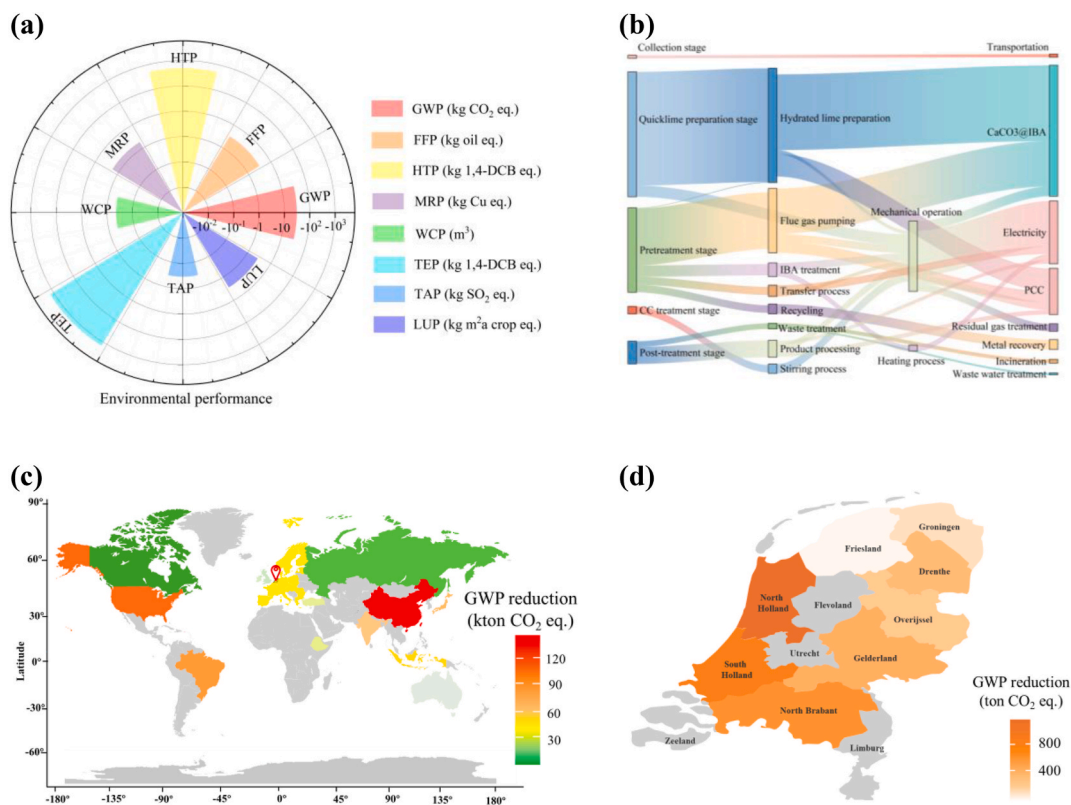 (a)
HTP
MRP
FFP
WCP
GWP
-10⁻² -10⁻¹ -1 -10¹ -10² -10³
TEP
TAP
LUP
Environmental performance
GWP (kg CO₂ eq.)
FFP (kg oil eq.)
HTP (kg 1,4-DCB eq.)
MRP (kg Cu eq.)
WCP (m³)
TEP (kg 1,4-DCB eq.)
TAP (kg SO₂ eq.)
LUP (kg m²a crop eq.)
(b)
Collection stage
Transportation
Quicklime preparation stage
Hydrated lime preparation
CaCO3@IBA
Pretreatment stage
Flue gas pumping
Mechanical operation
Electricity
IBA treatment
Transfer process
PCC
CC treatment stage
Recycling
Waste treatment
Residual gas treatment
Post-treatment stage
Product processing
Metal recovery
Stirring process
Heating process
Incineration
Waste water treatment
(c)
90°
60°
30°
0°
-30°
-60°
Latitude
-180° -135° -90° -45° 0° 45° 90° 135° 180°
GWP reduction
(kton CO₂ eq.)
120
90
60
30
(d)
Groningen
Friesland
Drenthe
North
Holland
Flevoland
Overijssel
Utrecht
South
Holland
Gelderland
North Brabant
Zeeland
Limburg
GWP reduction
(ton CO₂ eq.)
800
400